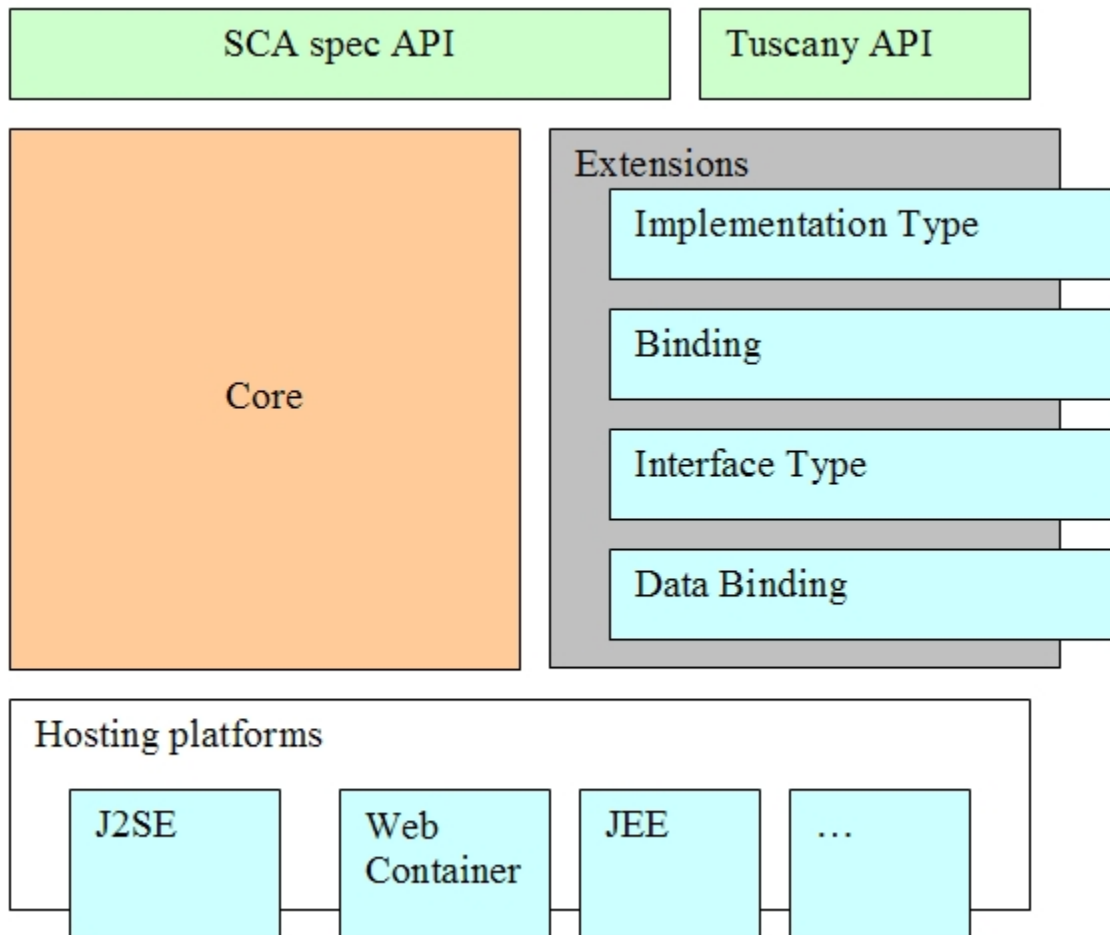 SCA spec API
Tuscany API
Core
Extensions
Implementation Type
Binding
Interface Type
Data Binding
Hosting platforms
J2SE
Web
Container
JEE
…